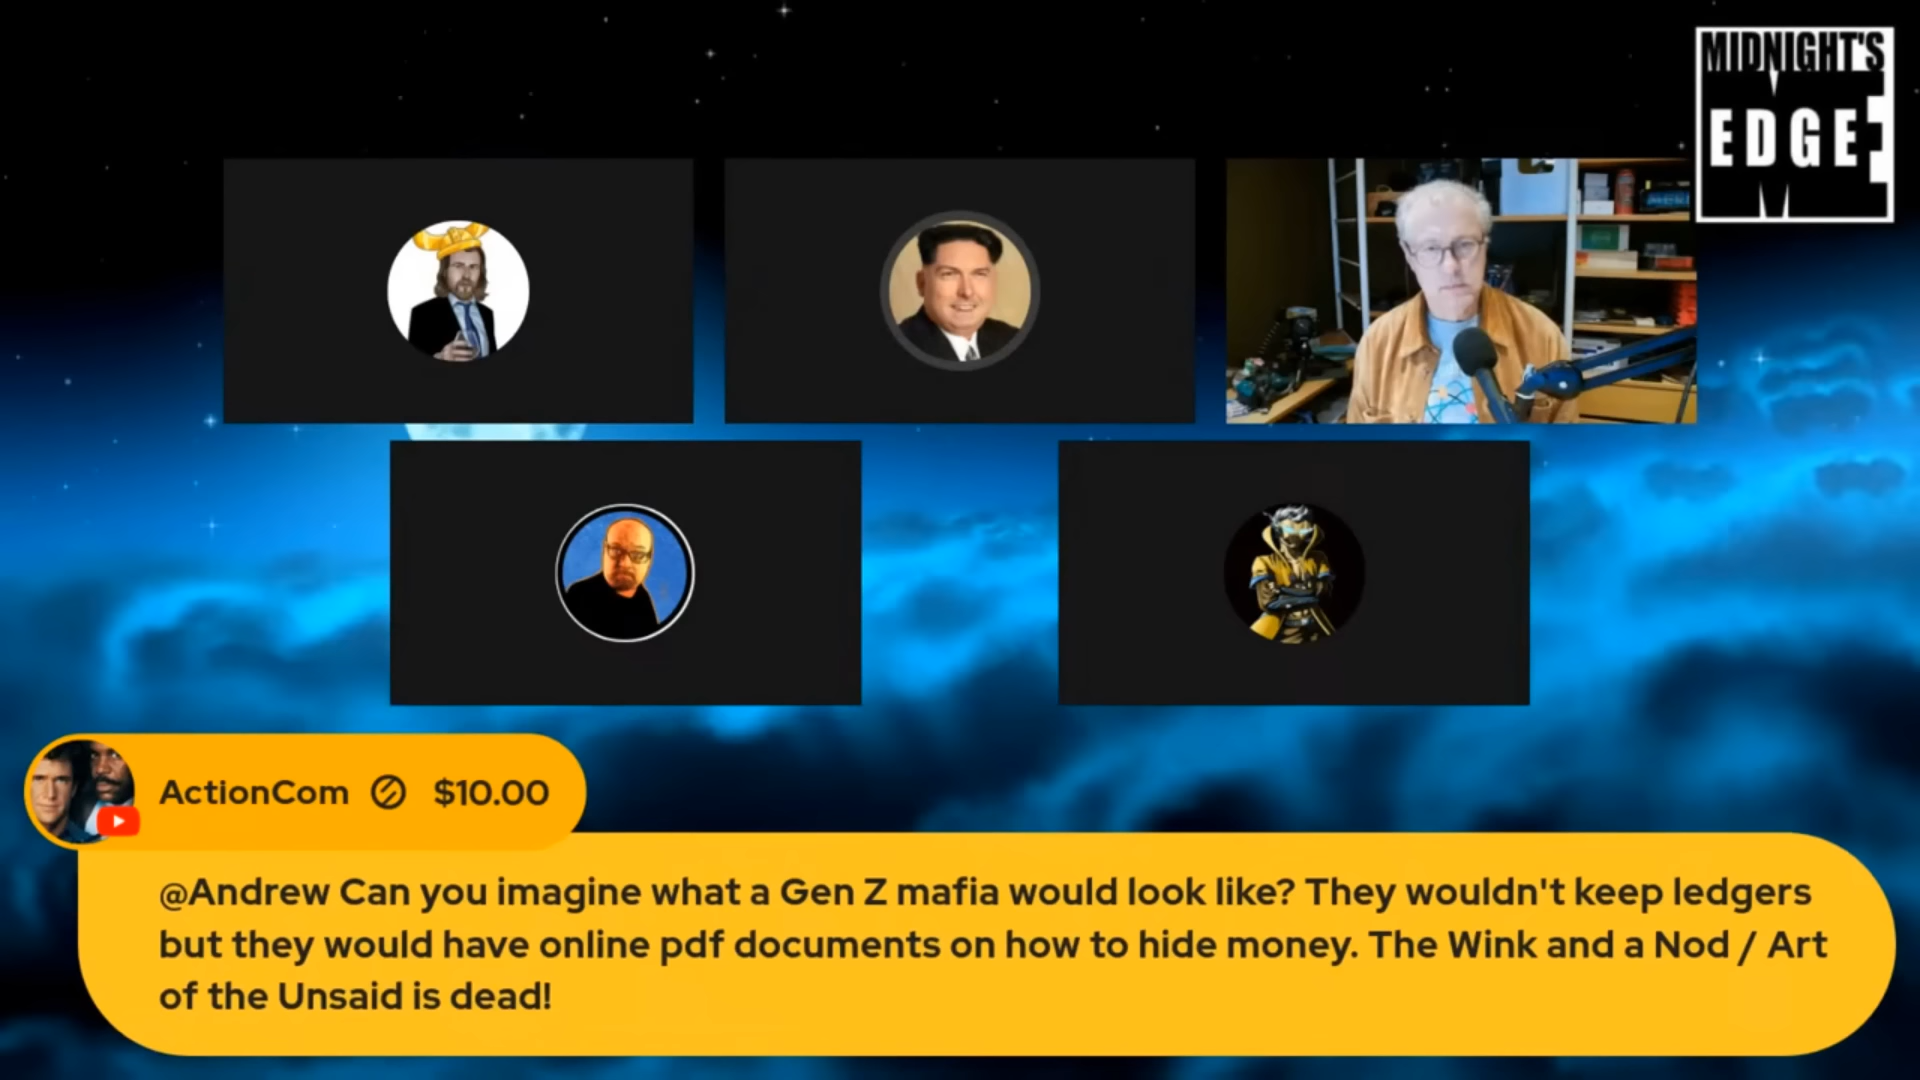 MIDNIGHT'S
EDGE
ActionCom $10.00
@Andrew Can you imagine what a Gen Z mafia would look like? They wouldn't keep ledgers
but they would have online pdf documents on how to hide money. The Wink and a Nod / Art
of the Unsaid is dead!